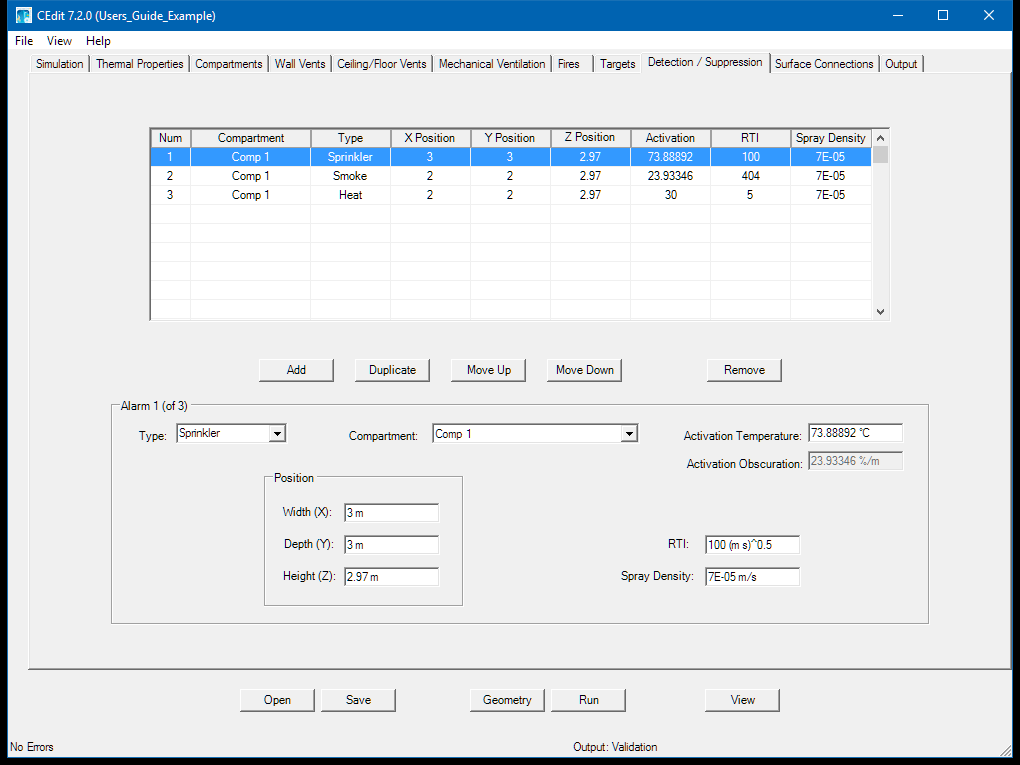 CEdit 7.2.0 (Users_Guide_Example)
File View Help
Simulation Thermal Properties Compartments Wall Vents Ceiling/Floor Vents Mechanical Ventilation Fires Targets Detection / Suppression Surface Connections Output
Num Compartment Type X Position Y Position Z Position Activation RTI Spray Density
1 Comp 1 Sprinkler 3 3 2.97 73.88892 100 7E-05
2 Comp 1 Smoke 2 2 2.97 23.93346 404 7E-05
3 Comp 1 Heat 2 2 2.97 30 5 7E-05
Add Duplicate Move Up Move Down Remove
Alarm 1 (of 3)
Type: Sprinkler Compartment: Comp 1 Activation Temperature: 73.88892 °C
Activation Obscuration: 23.93346 %/m
Position
Width (X): 3 m
Depth (Y): 3 m RTI: 100 (m s)^0.5
Height (Z): 2.97 m Spray Density: 7E-05 m/s
Open Save Geometry Run View
No Errors Output: Validation